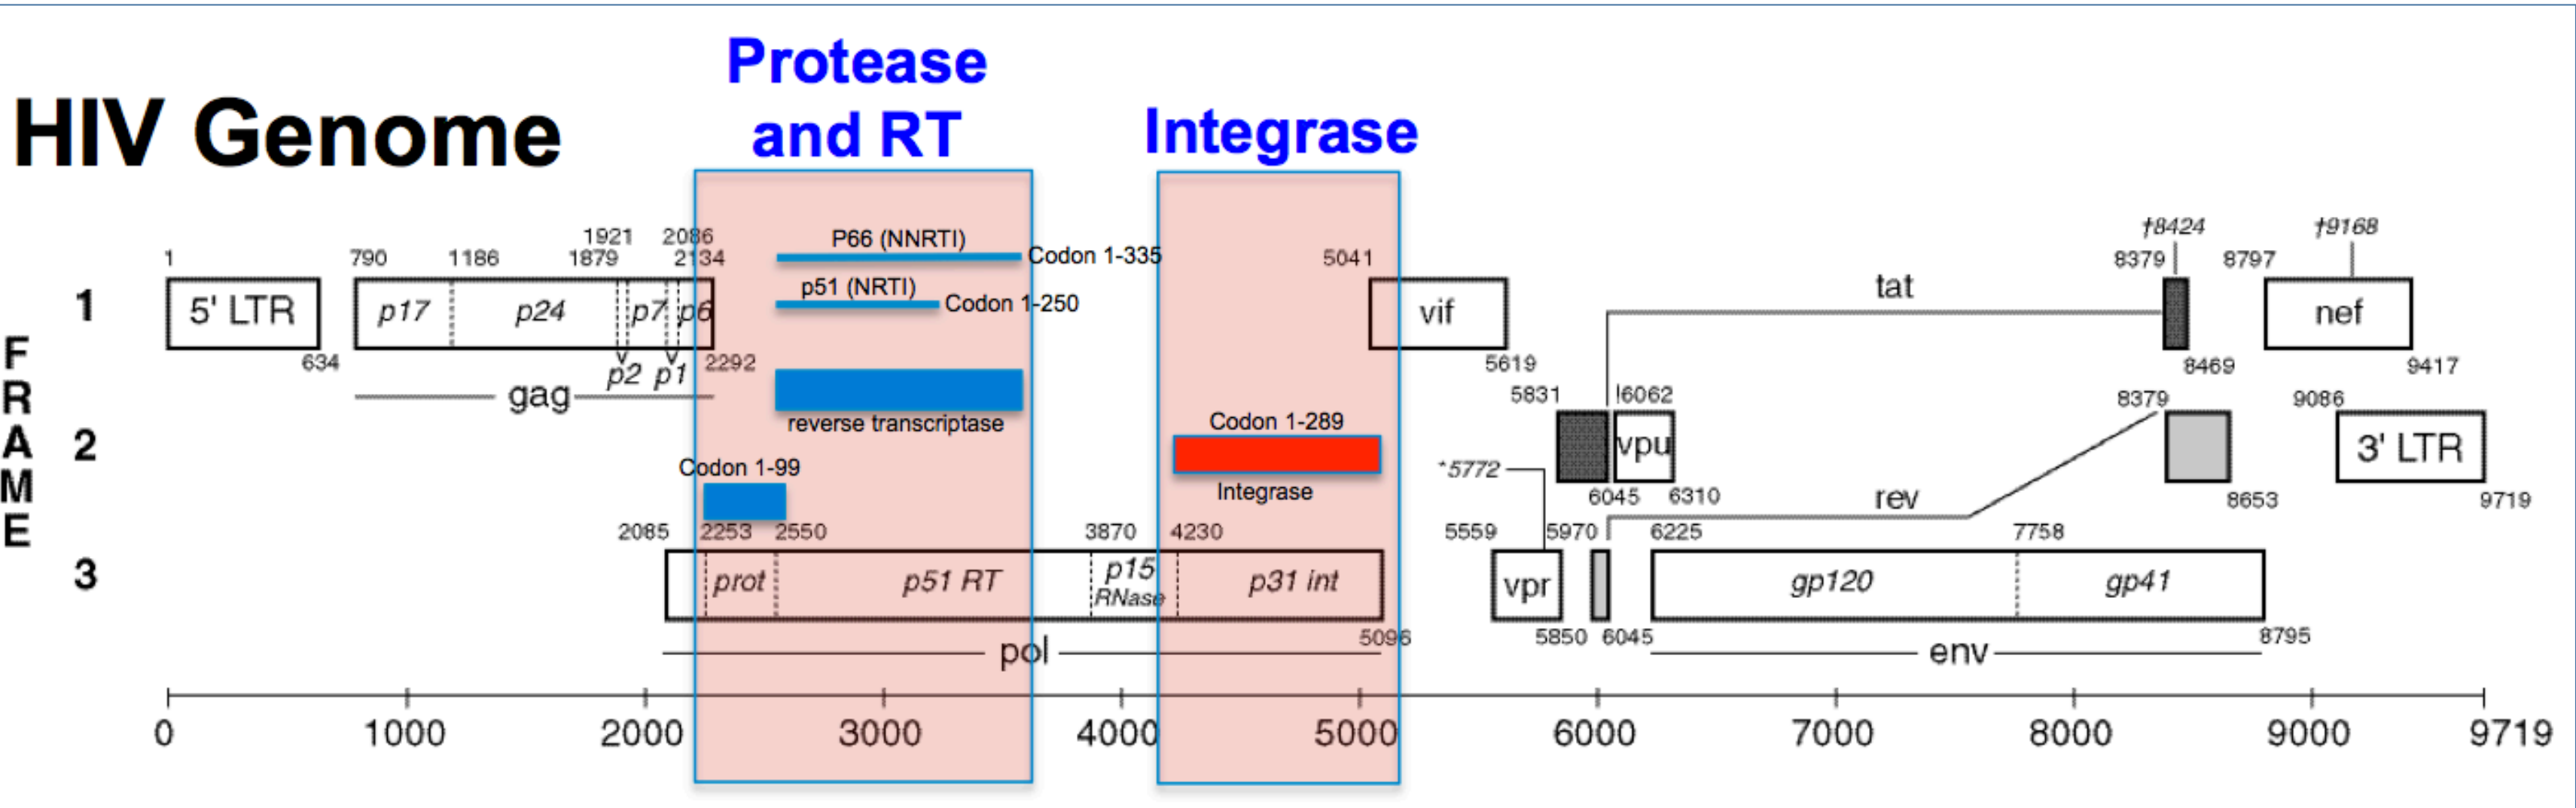 Protease
and RT
Integrase
HIV Genome
1921 2086 †8424 †9168
1 790 1186 1879 2134 P66 (NNRTI) Codon 1-335 5041 8379 8797
tat
1 5' LTR p17 p24 p7 p6 p51 (NRTI) Codon 1-250 vif nef
634 p2 p1 2292 5619 8469 9417
gag reverse transcriptase 5831 6062 8379 9086
FRAME
2 Codon 1-289 vpu 3' LTR
Codon 1-99 Integrase *5772 6045 6310 rev 8653 9719
2085 2253 2550 3870 4230 5559 5970 6225 7758
3 prot p51 RT p15 RNase p31 int vpr gp120 gp41
5096 5850 6045 8795
pol env
0 1000 2000 3000 4000 5000 6000 7000 8000 9000 9719